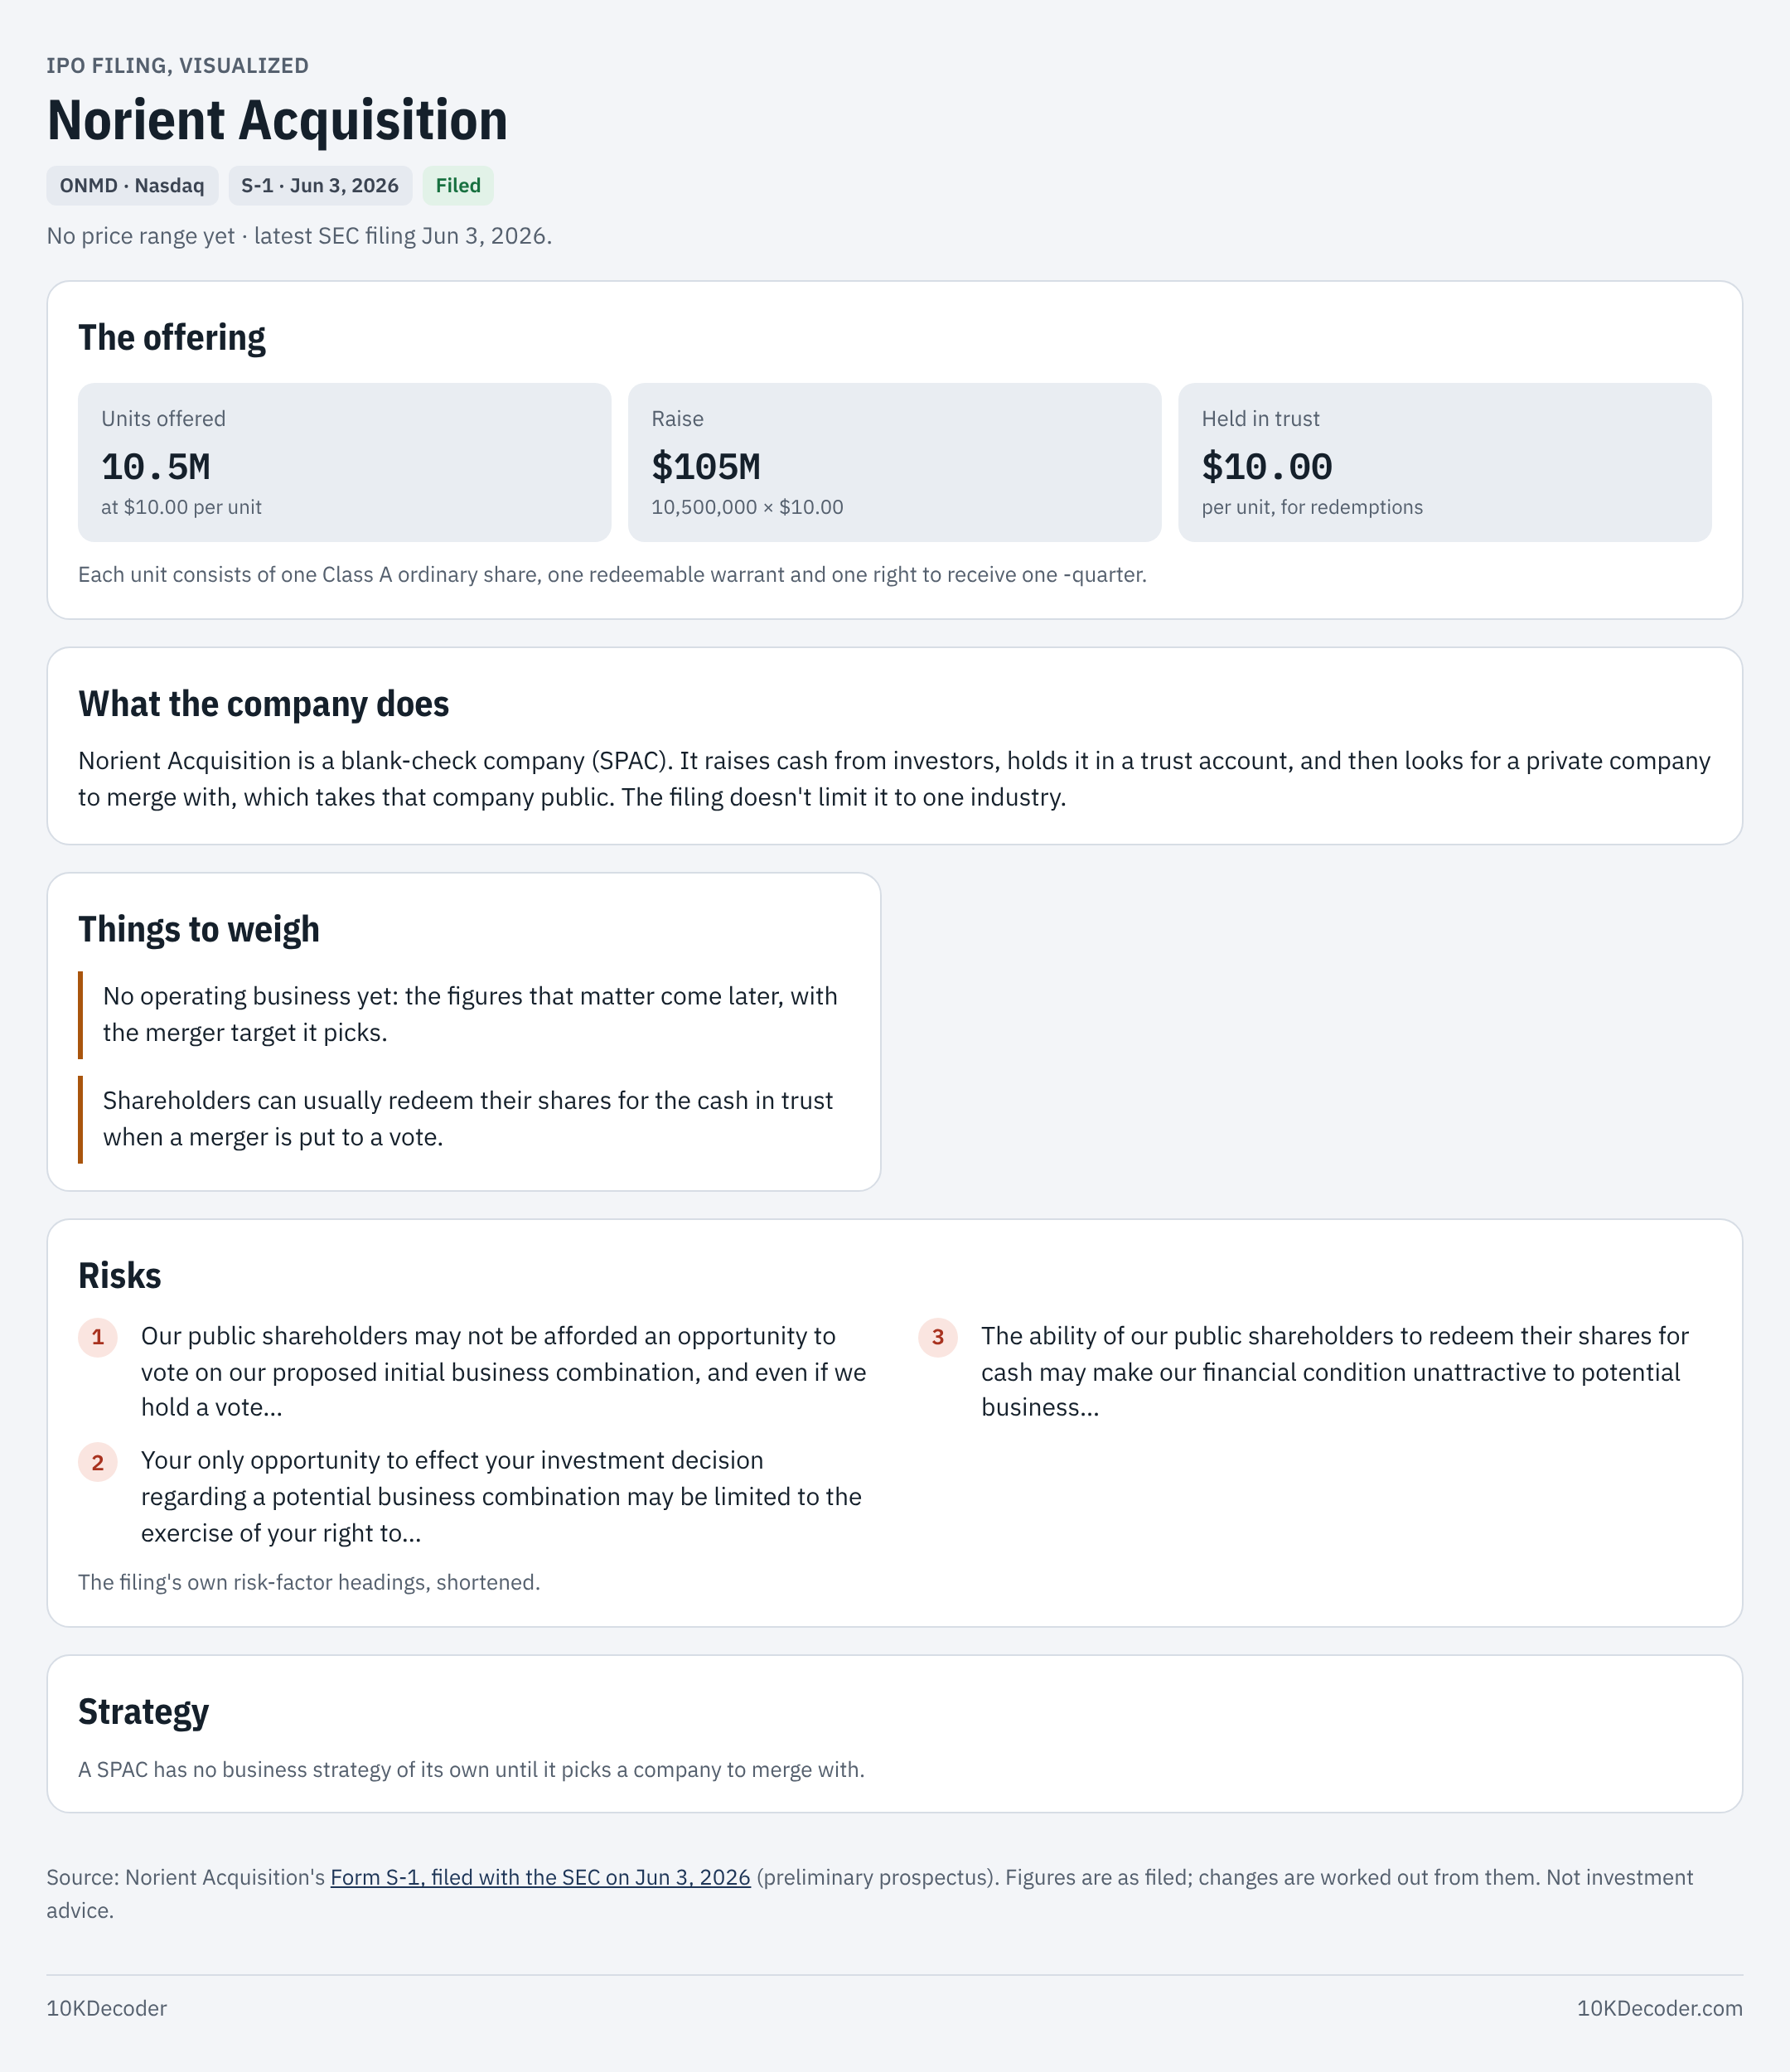 IPO FILING, VISUALIZED
Norient Acquisition
ONMD · Nasdaq
S-1 · Jun 3, 2026
Filed
No price range yet · latest SEC filing Jun 3, 2026.
The offering
Units offered
10.5M
at $10.00 per unit
Raise
$105M
10,500,000 × $10.00
Held in trust
$10.00
per unit, for redemptions
Each unit consists of one Class A ordinary share, one redeemable warrant and one right to receive one -quarter.
What the company does
Norient Acquisition is a blank-check company (SPAC). It raises cash from investors, holds it in a trust account, and then looks for a private company
to merge with, which takes that company public. The filing doesn't limit it to one industry.
Things to weigh
No operating business yet: the figures that matter come later, with
the merger target it picks.
Shareholders can usually redeem their shares for the cash in trust
when a merger is put to a vote.
Risks
1
Our public shareholders may not be afforded an opportunity to
vote on our proposed initial business combination, and even if we
hold a vote…
2
Your only opportunity to effect your investment decision
regarding a potential business combination may be limited to the
exercise of your right to…
3
The ability of our public shareholders to redeem their shares for
cash may make our financial condition unattractive to potential
business…
The filing's own risk-factor headings, shortened.
Strategy
A SPAC has no business strategy of its own until it picks a company to merge with.
Source: Norient Acquisition's Form S-1, filed with the SEC on Jun 3, 2026 (preliminary prospectus). Figures are as filed; changes are worked out from them. Not investment
advice.
10KDecoder
10KDecoder.com